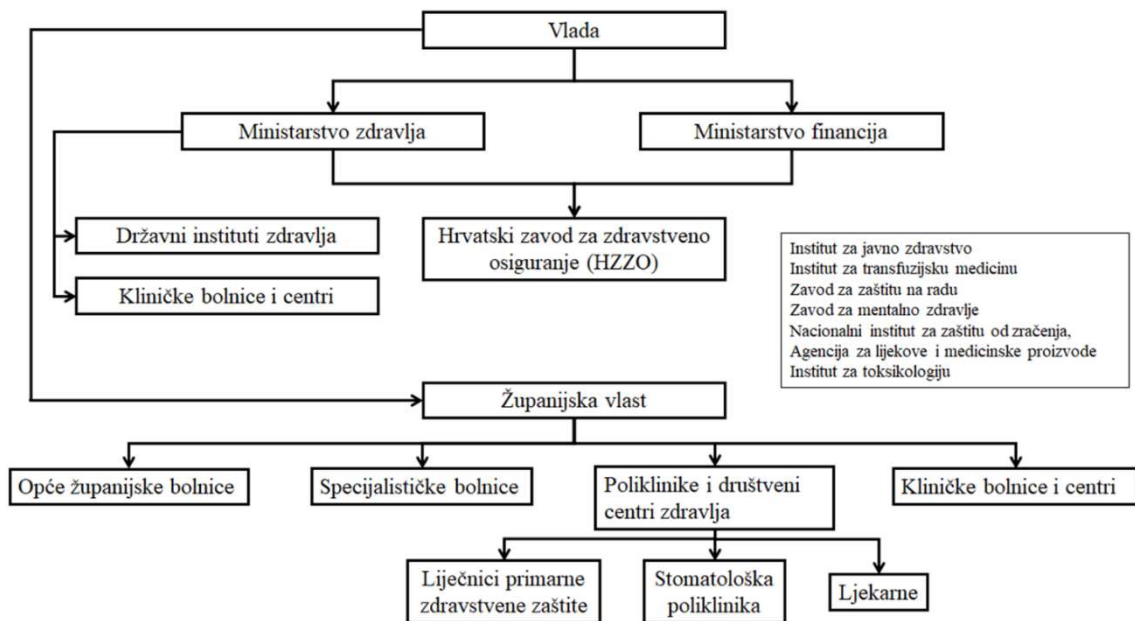 Vlada
Ministarstvo zdravlja
Ministarstvo financija
Državni instituti zdravlja
Hrvatski zavod za zdravstveno
osiguranje (HZZO)
Kliničke bolnice i centri
Institut za javno zdravstvo
Institut za transfuzijsku medicinu
Zavod za zaštitu na radu
Zavod za mentalno zdravlje
Nacionalni institut za zaštitu od zračenja,
Agencija za lijekove i medicinske proizvode
Institut za toksikologiju
Županijska vlast
Opće županijske bolnice
Specijalističke bolnice
Poliklinike i društveni
centri zdravlja
Kliničke bolnice i centri
Liječnici primarne
zdravstvene zaštite
Stomatološka
poliklinika
Ljekarne